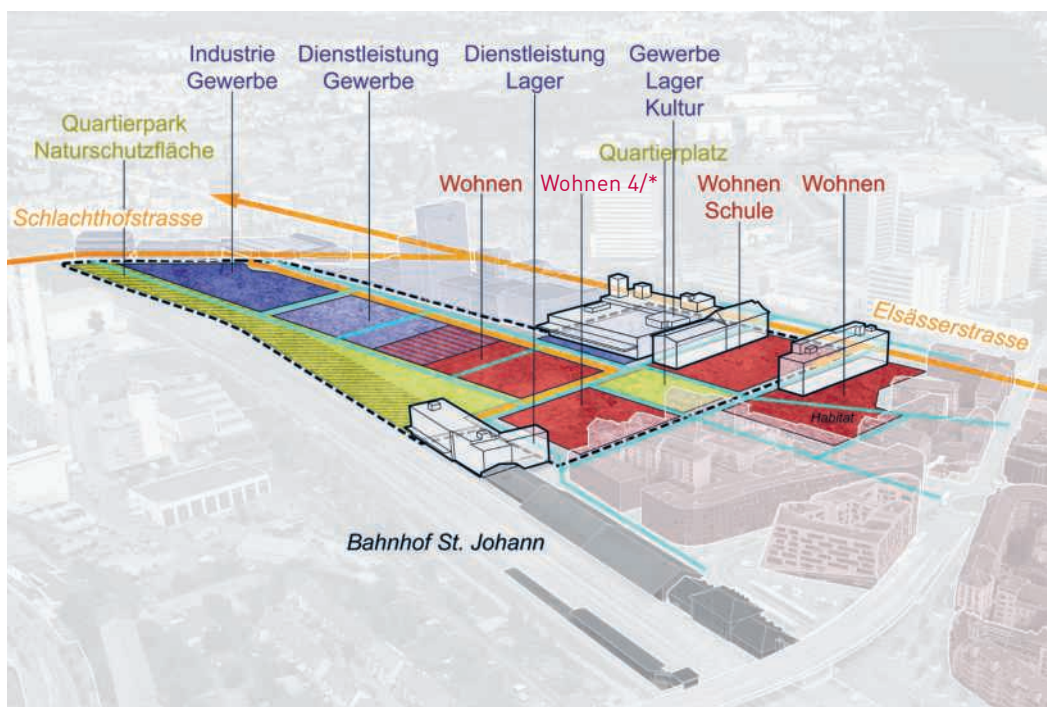 Industrie
Gewerbe
Dienstleistung
Gewerbe
Dienstleistung
Lager
Gewerbe
Lager
Kultur
Quartierpark
Naturschutzfläche
Quartierplatz
Wohnen
Wohnen 4/*
Wohnen
Schule
Wohnen
Schlachthofstrasse
Elsässerstrasse
Habitat
Bahnhof St. Johann